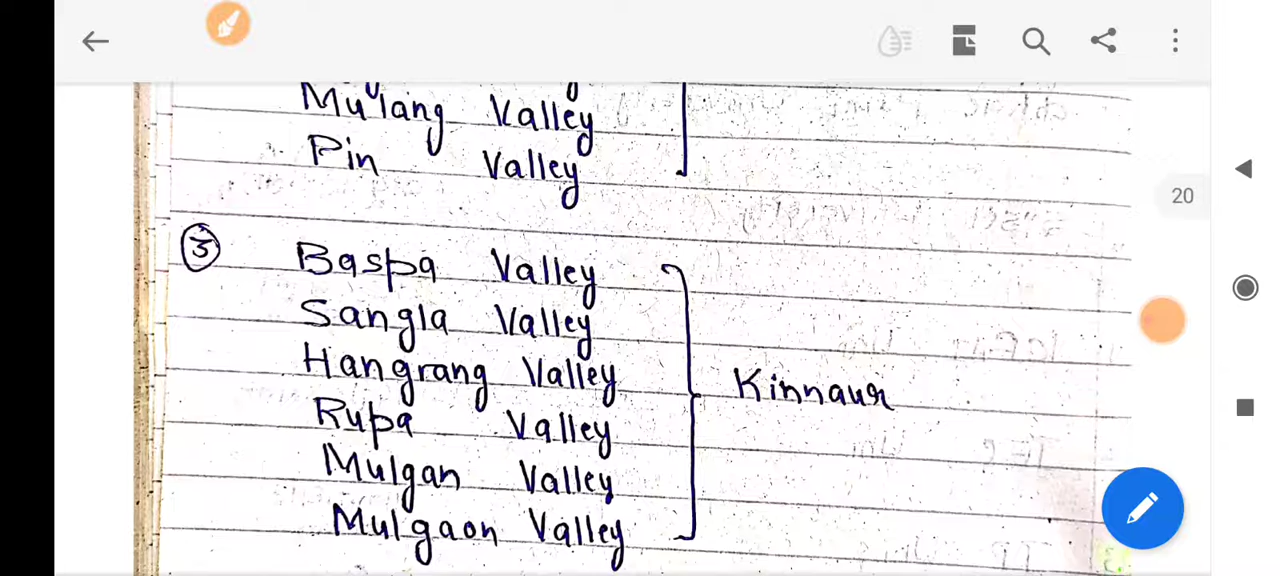 Mulang Valley
Pin Valley
20
3 Baspa Valley
Sangla Valley
Hangrang Valley
Kinnaur
Rupa Valley
Mulgan Valley
Mulgaon Valley